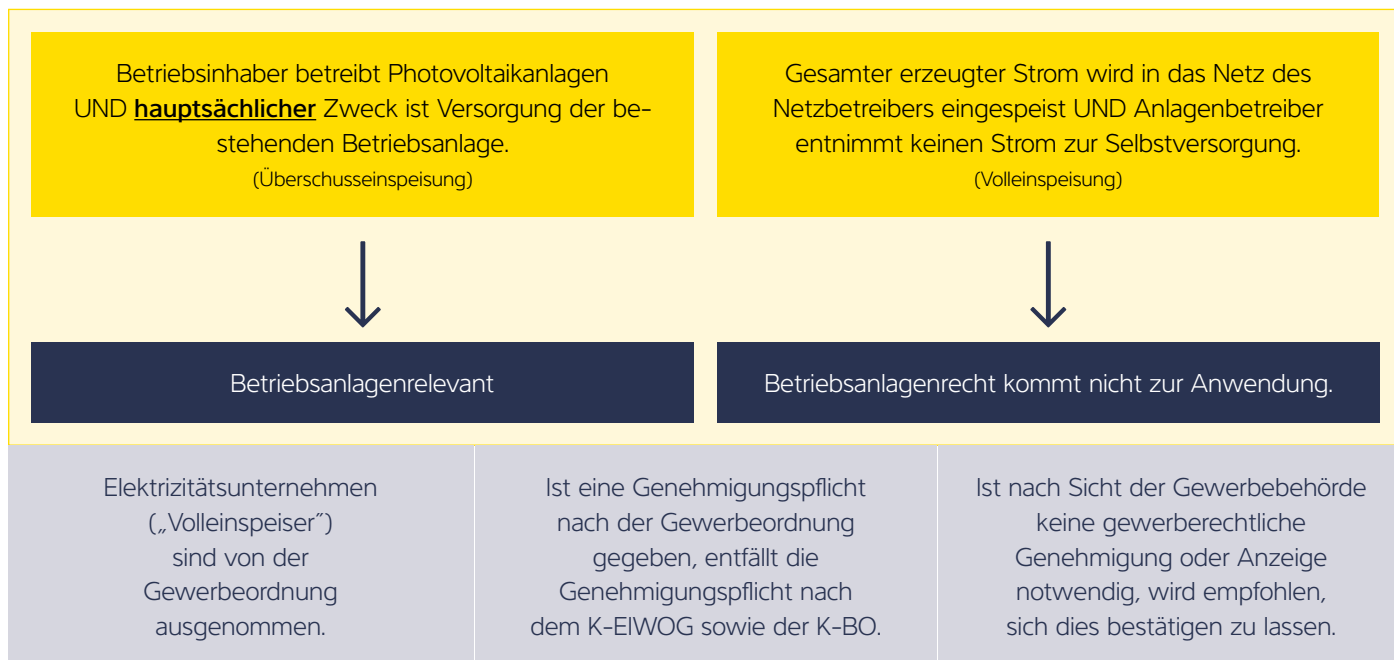 Betriebsinhaber betreibt Photovoltaikanlagen
UND hauptsächlicher Zweck ist Versorgung der be-
stehenden Betriebsanlage.
(Überschusseinspeisung)
Gesamter erzeugter Strom wird in das Netz des
Netzbetreibers eingespeist UND Anlagenbetreiber
entnimmt keinen Strom zur Selbstversorgung.
(Volleinspeisung)
Betriebsanlagenrelevant
Betriebsanlagenrecht kommt nicht zur Anwendung.
Elektrizitätsunternehmen
(„Volleinspeiser˝)
sind von der
Gewerbeordnung
ausgenommen.
Ist eine Genehmigungspflicht
nach der Gewerbeordnung
gegeben, entfällt die
Genehmigungspflicht nach
dem K-ElWOG sowie der K-BO.
Ist nach Sicht der Gewerbebehörde
keine gewerberechtliche
Genehmigung oder Anzeige
notwendig, wird empfohlen,
sich dies bestätigen zu lassen.